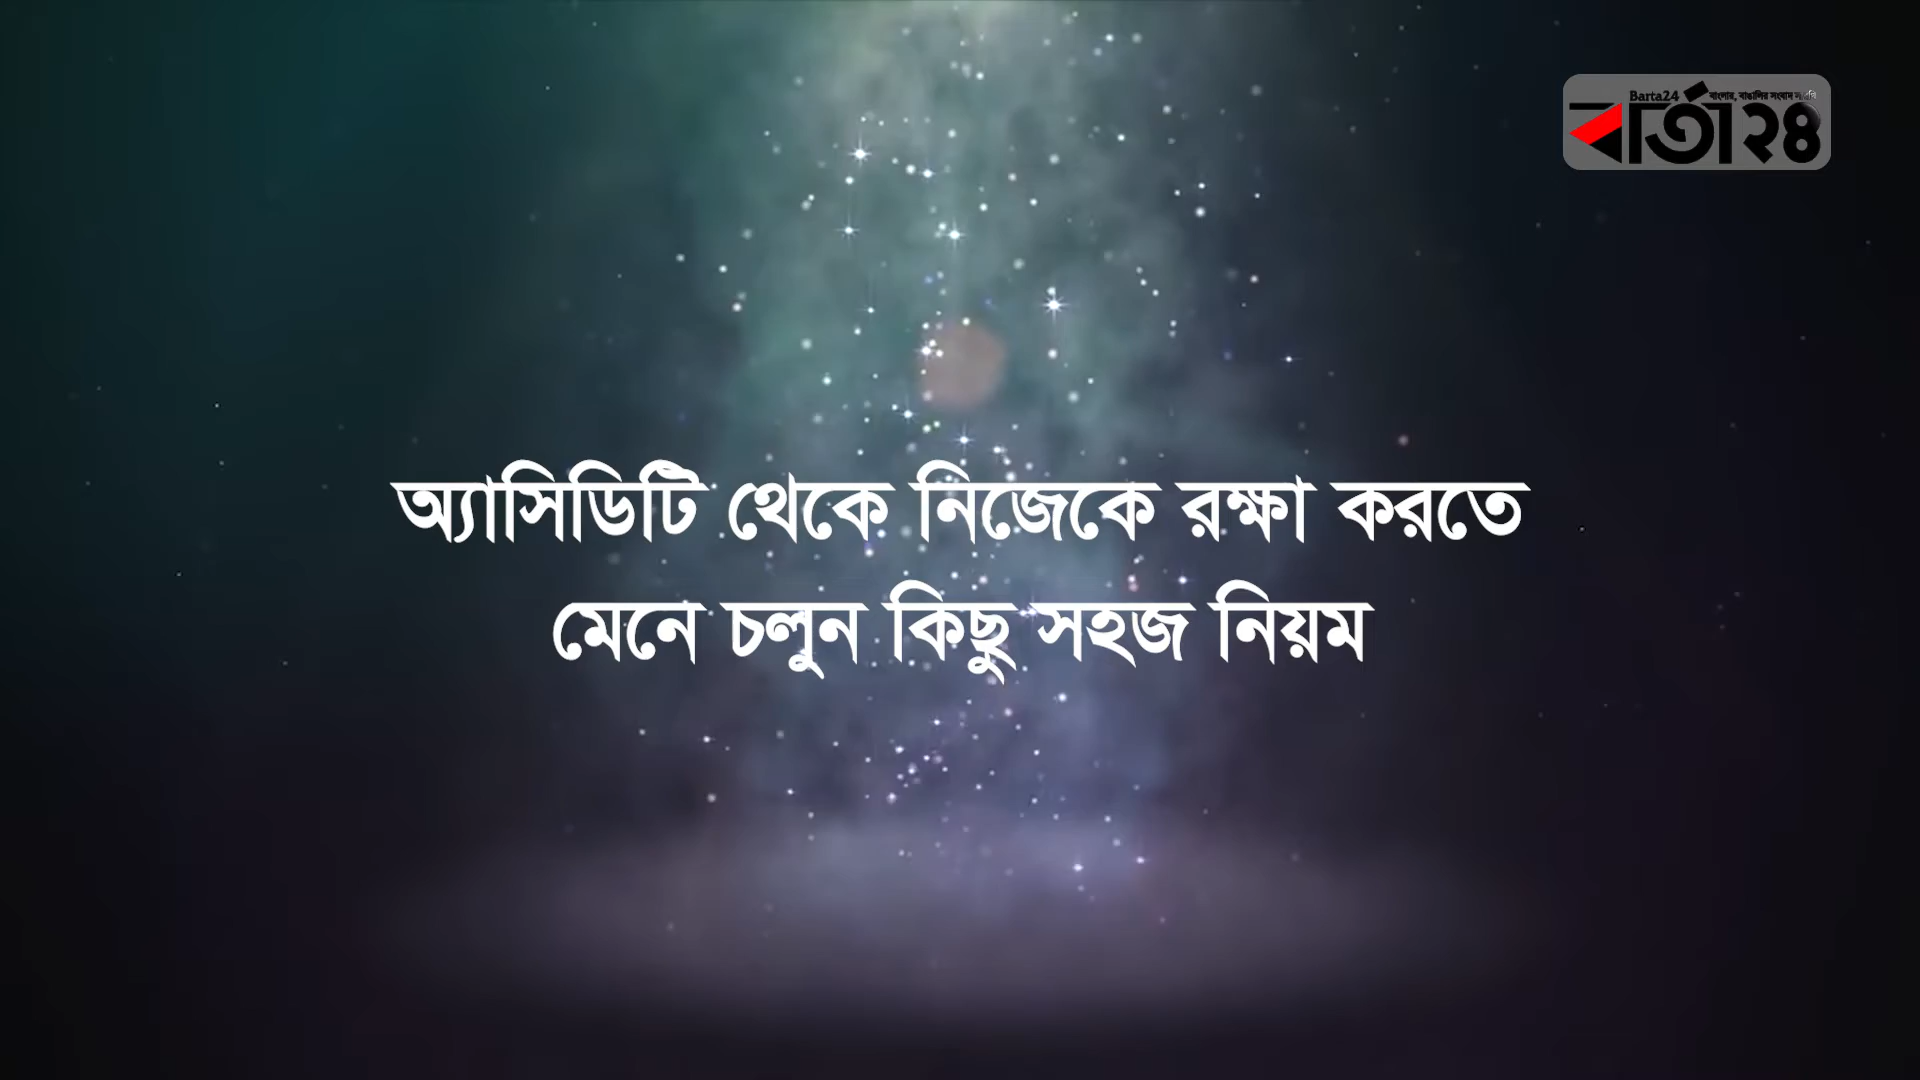 Barta24
বাংলার, বাঙালির সংবাদ
বার্তা২৪
অ্যাসিডিটি থেকে নিজেকে রক্ষা করতে
মেনে চলুন কিছু সহজ নিয়ম